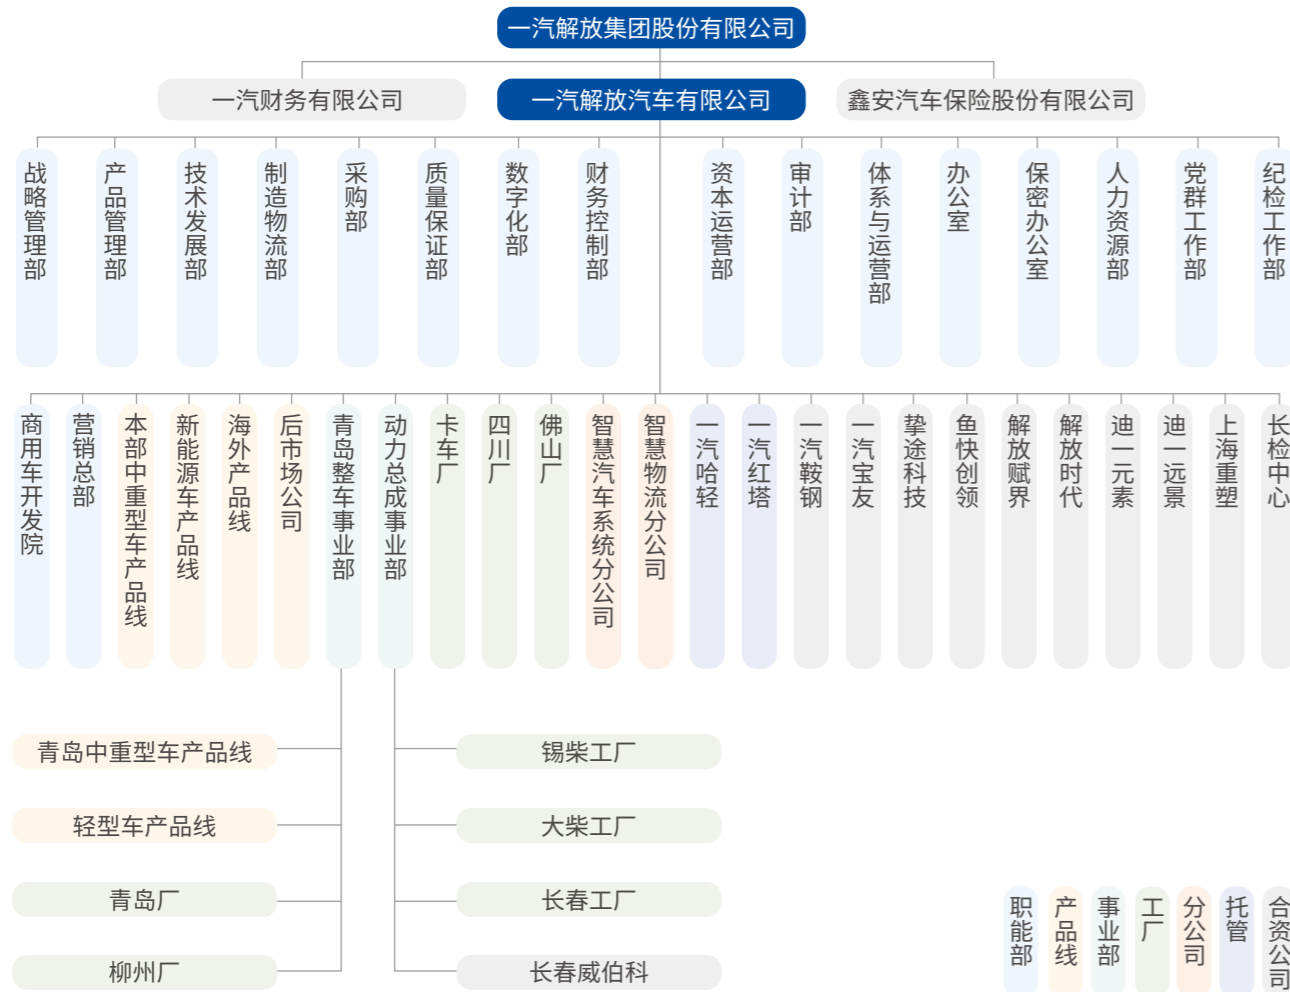 一汽解放集团股份有限公司
一汽财务有限公司
一汽解放汽车有限公司
鑫安汽车保险股份有限公司
战略管理部
产品管理部
技术发展部
制造物流部
采购部
质量保证部
数字化部
财务控制部
资本运营部
审计部
体系与运营部
办公室
保密办公室
人力资源部
党群工作部
纪检工作部
商用车开发院
营销总部
本部中重型车产品线
新能源车产品线
海外产品线
后市场公司
青岛整车事业部
动力总成事业部
卡车厂
四川厂
佛山厂
智慧汽车系统分公司
智慧物流分公司
一汽哈轻
一汽红塔
一汽鞍钢
一汽宝友
挚途科技
鱼快创领
解放赋界
解放时代
迪一元素
迪一远景
上海重塑
长检中心
青岛中重型车产品线
轻型车产品线
青岛厂
柳州厂
锡柴工厂
大柴工厂
长春工厂
长春威伯科
职能部
产品线
事业部
工厂
分公司
托管
合资公司